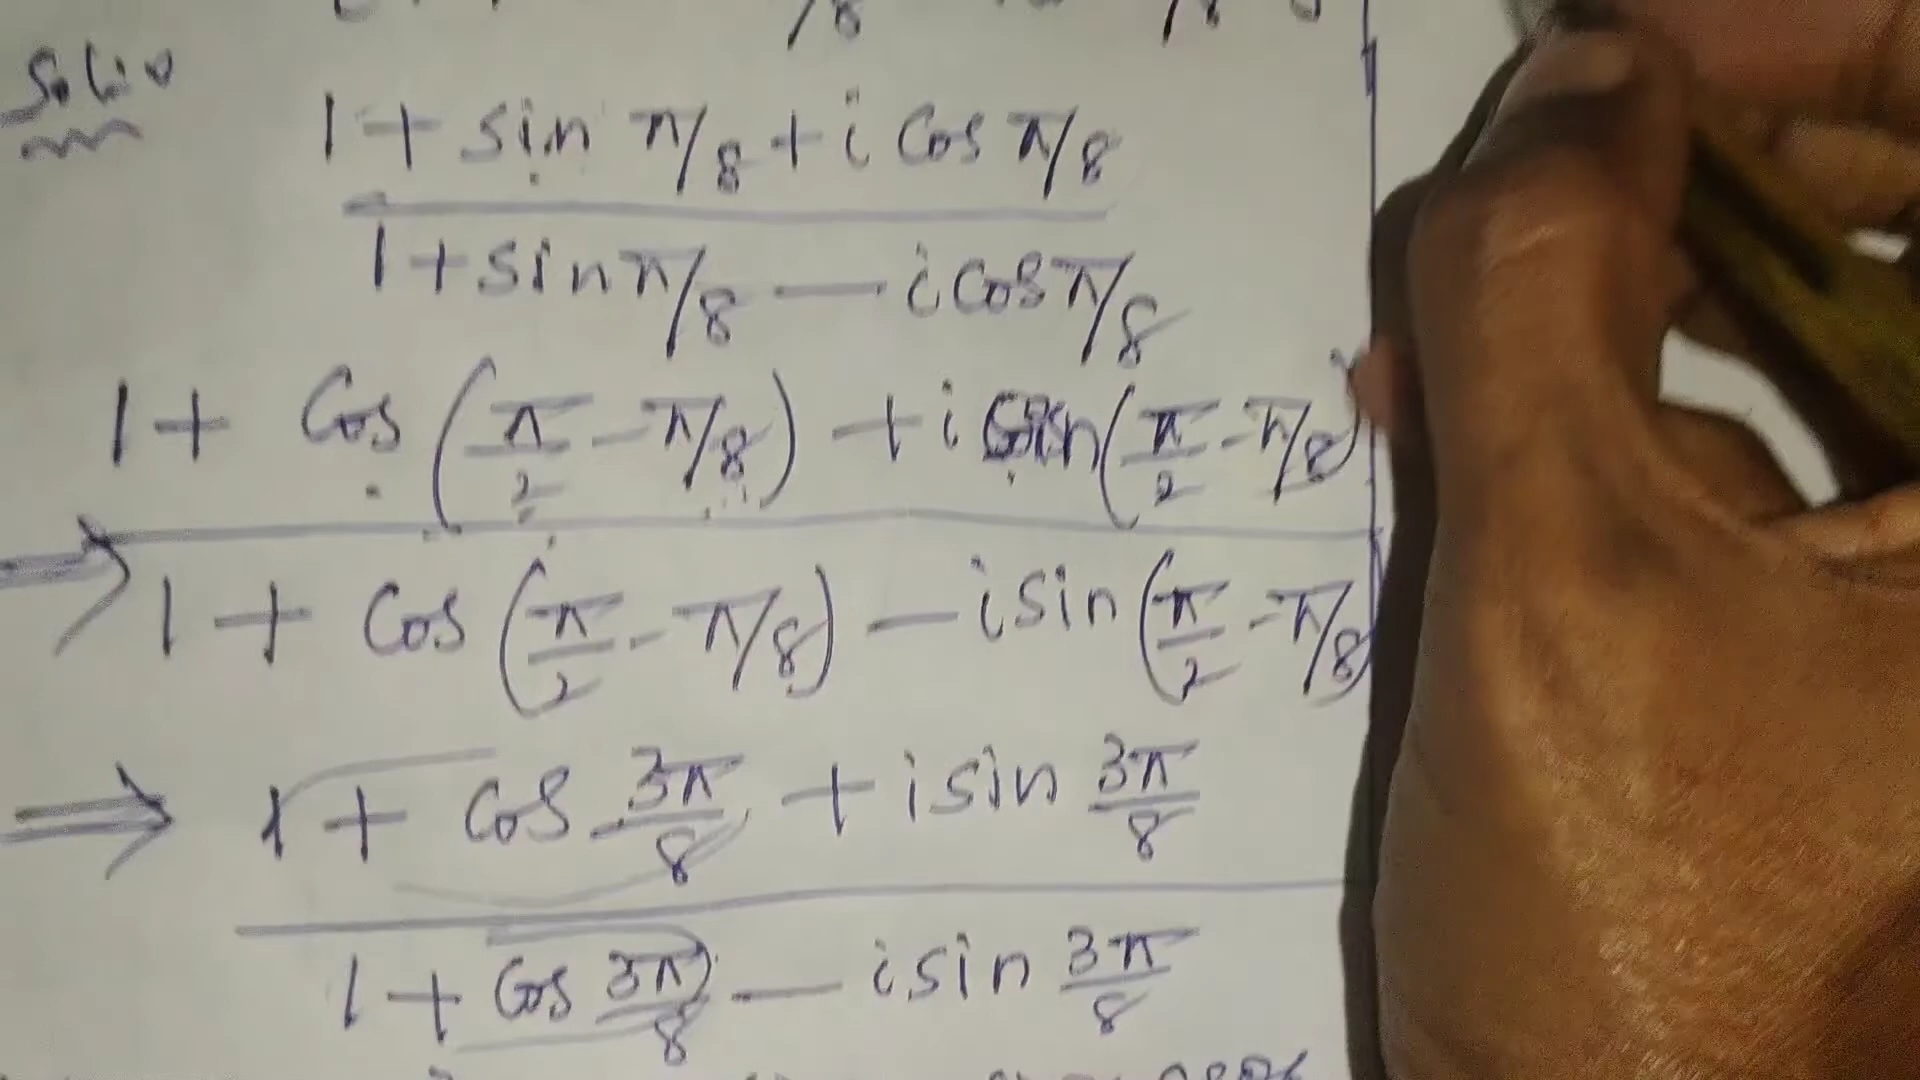 Soln
1 + sin π/8 + i cos π/8
1 + sin π/8 — i cos π/8
1 + cos (π/2 - π/8) + i sin (π/2 - π/8)
⇒
1 + cos (π/2 - π/8) — i sin (π/2 - π/8)
⇒ 1 + cos 3π/8 + i sin 3π/8
1 + cos 3π/8 — i sin 3π/8